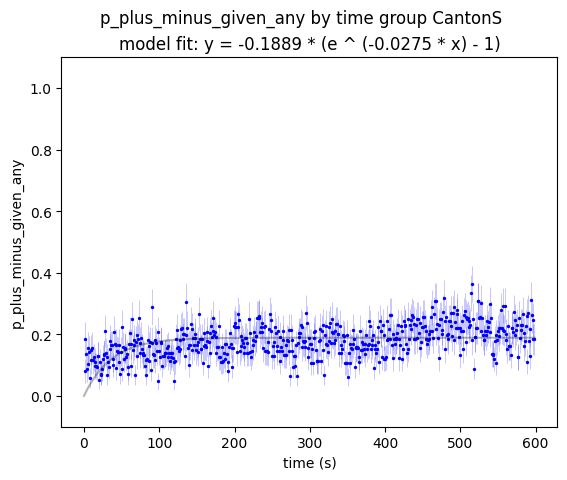 p_plus_minus_given_any by time group CantonS
model fit: y = -0.1889 * (e ^ (-0.0275 * x) - 1)
p_plus_minus_given_any
1.0
0.8
0.6
0.4
0.2
0.0
0 100 200 300 400 500 600
time (s)